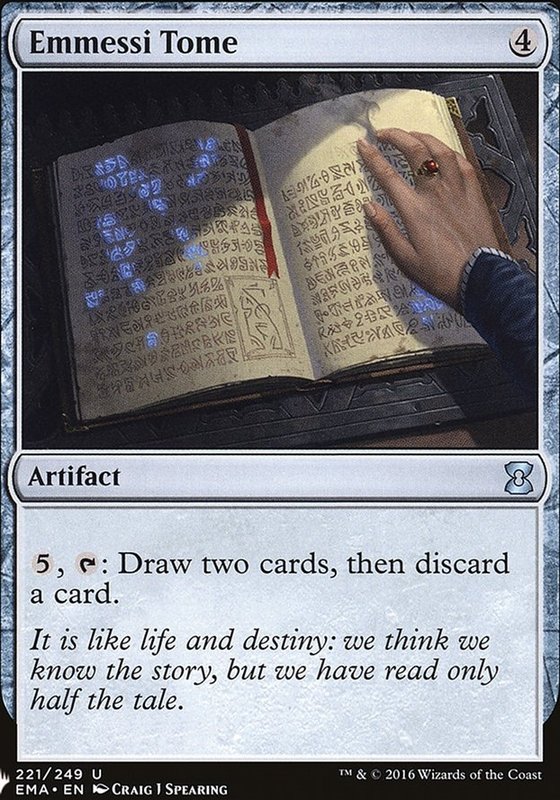 Emmessi Tome 4
Artifact
5, : Draw two cards, then discard
a card.
It is like life and destiny: we think we
know the story, but we have read only
half the tale.
221/249 U
EMA • EN Craig J Spearing
™ & © 2016 Wizards of the Coast